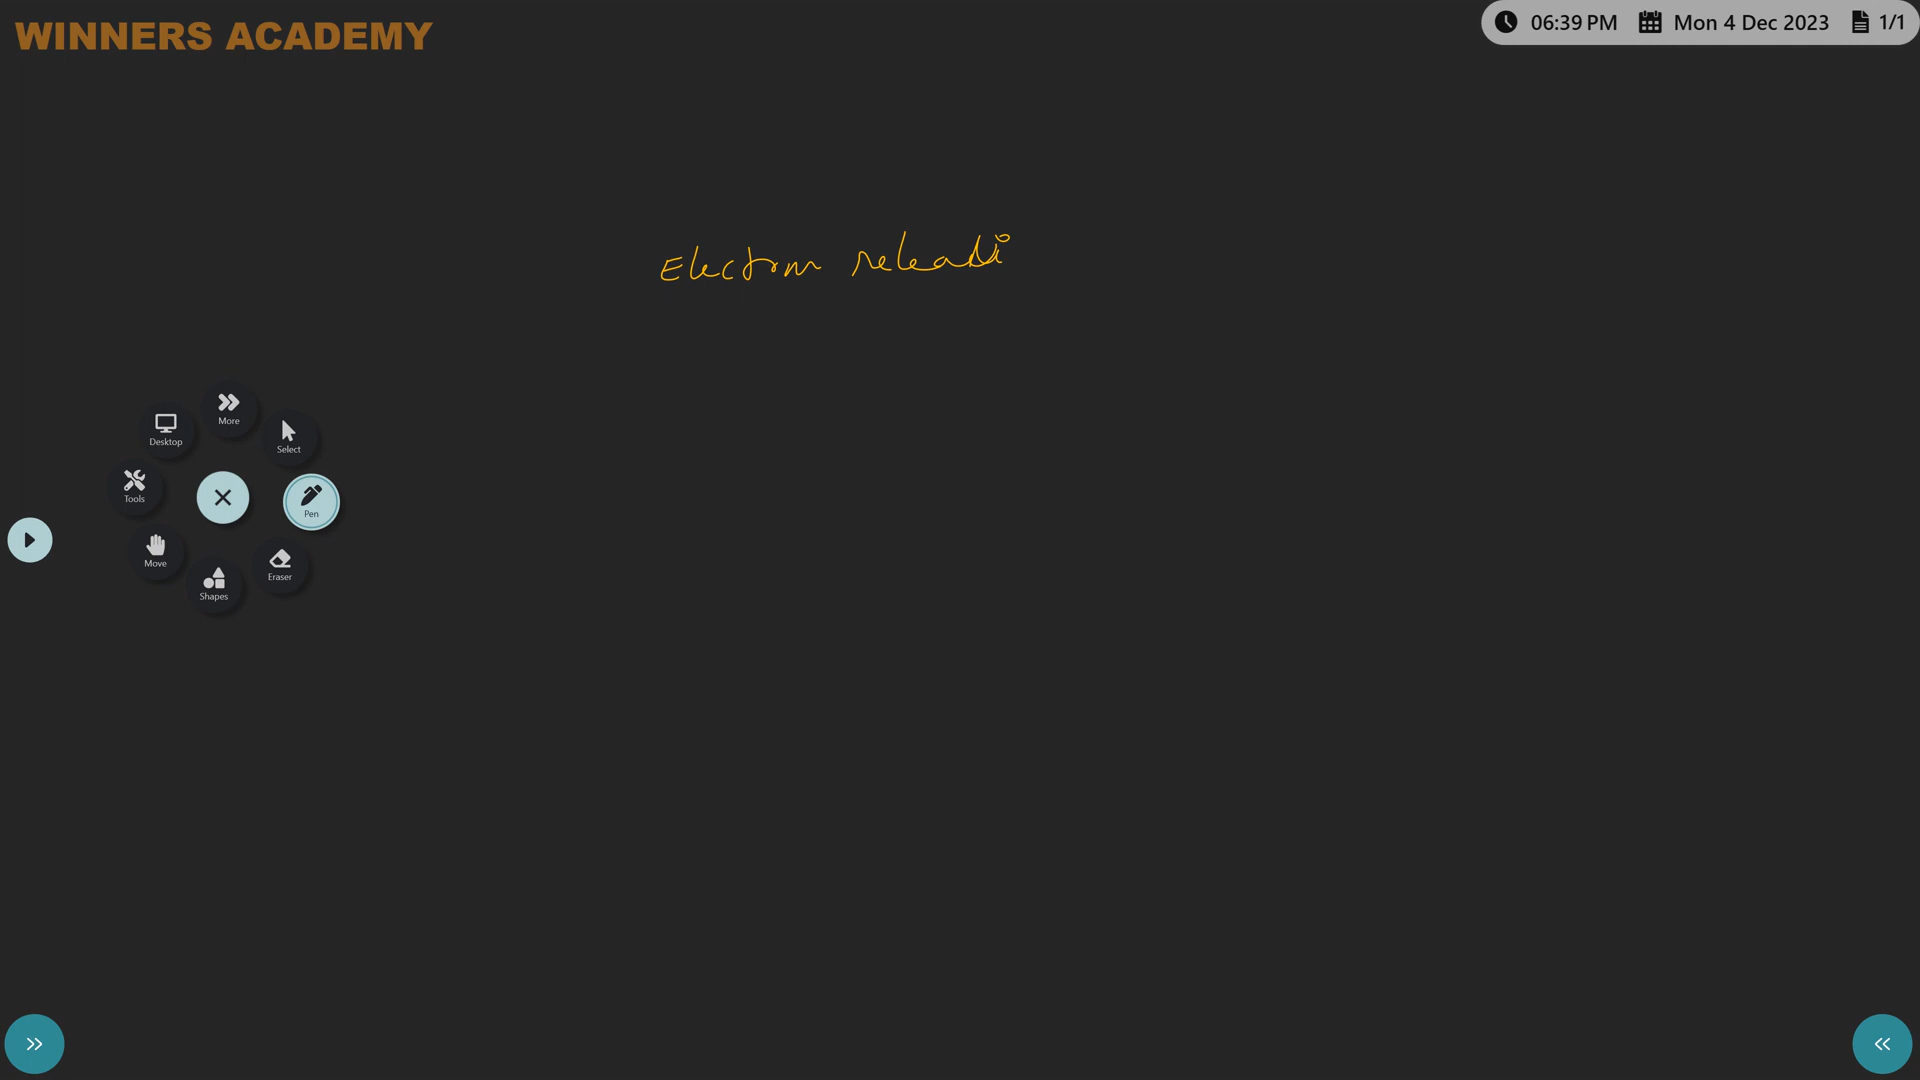 WINNERS ACADEMY
06:39 PM Mon 4 Dec 2023 1/1
Electron
More
Desktop
Select
Tools
Pen
Move
Eraser
Shapes